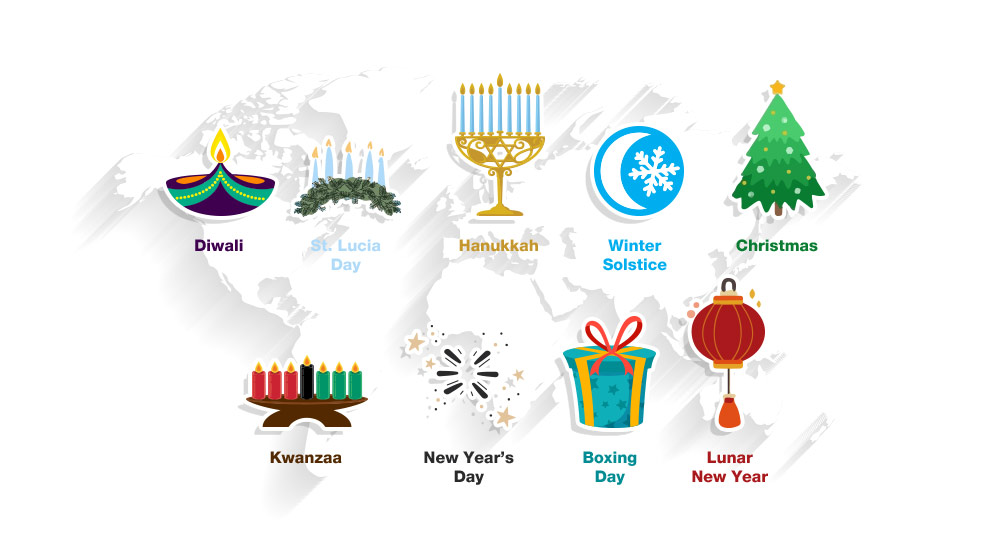 Diwali
St. Lucia
Day
Hanukkah
Winter
Solstice
Christmas
Kwanzaa
New Year's
Day
Boxing
Day
Lunar
New Year